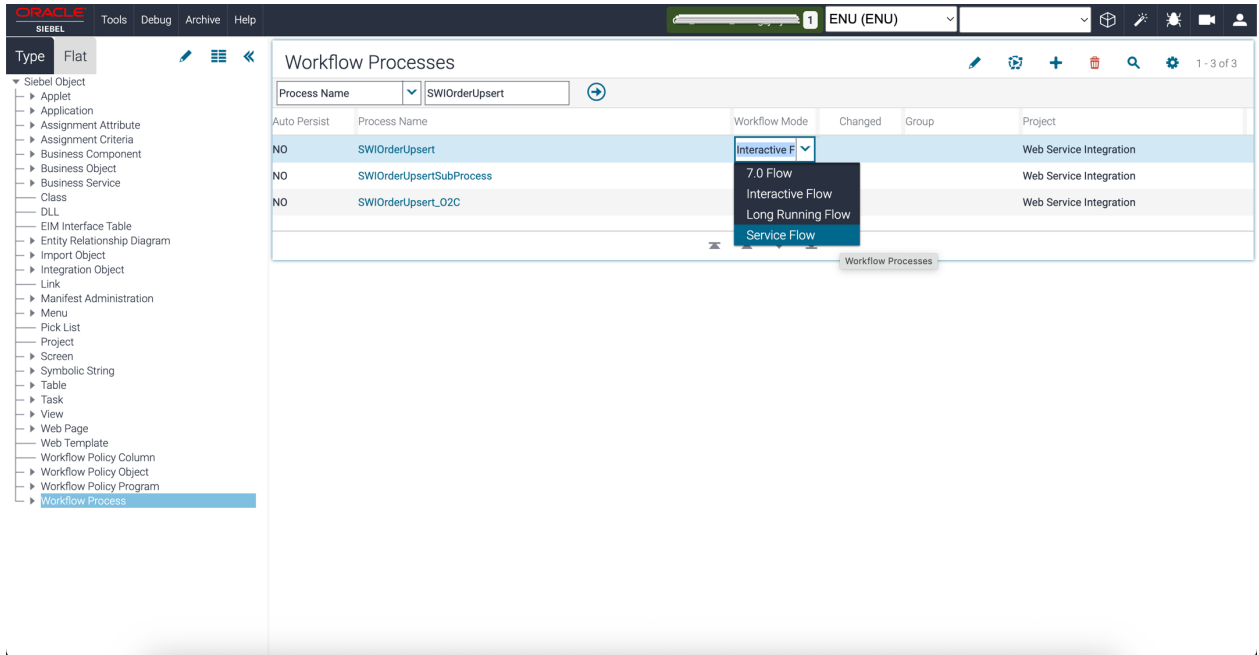 ORACLE
SIEBEL
Tools Debug Archive Help
1
ENU (ENU)
Type Flat
Siebel Object
Applet
Application
Assignment Attribute
Assignment Criteria
Business Component
Business Object
Business Service
Class
DLL
EIM Interface Table
Entity Relationship Diagram
Import Object
Integration Object
Link
Manifest Administration
Menu
Pick List
Project
Screen
Symbolic String
Table
Task
View
Web Page
Web Template
Workflow Policy Column
Workflow Policy Object
Workflow Policy Program
Workflow Process
Workflow Processes
1 - 3 of 3
Process Name SWIOrderUpsert
Auto Persist Process Name Workflow Mode Changed Group Project
NO SWIOrderUpsert Interactive F Web Service Integration
NO SWIOrderUpsertSubProcess Web Service Integration
NO SWIOrderUpsert_O2C Web Service Integration
7.0 Flow
Interactive Flow
Long Running Flow
Service Flow
Workflow Processes